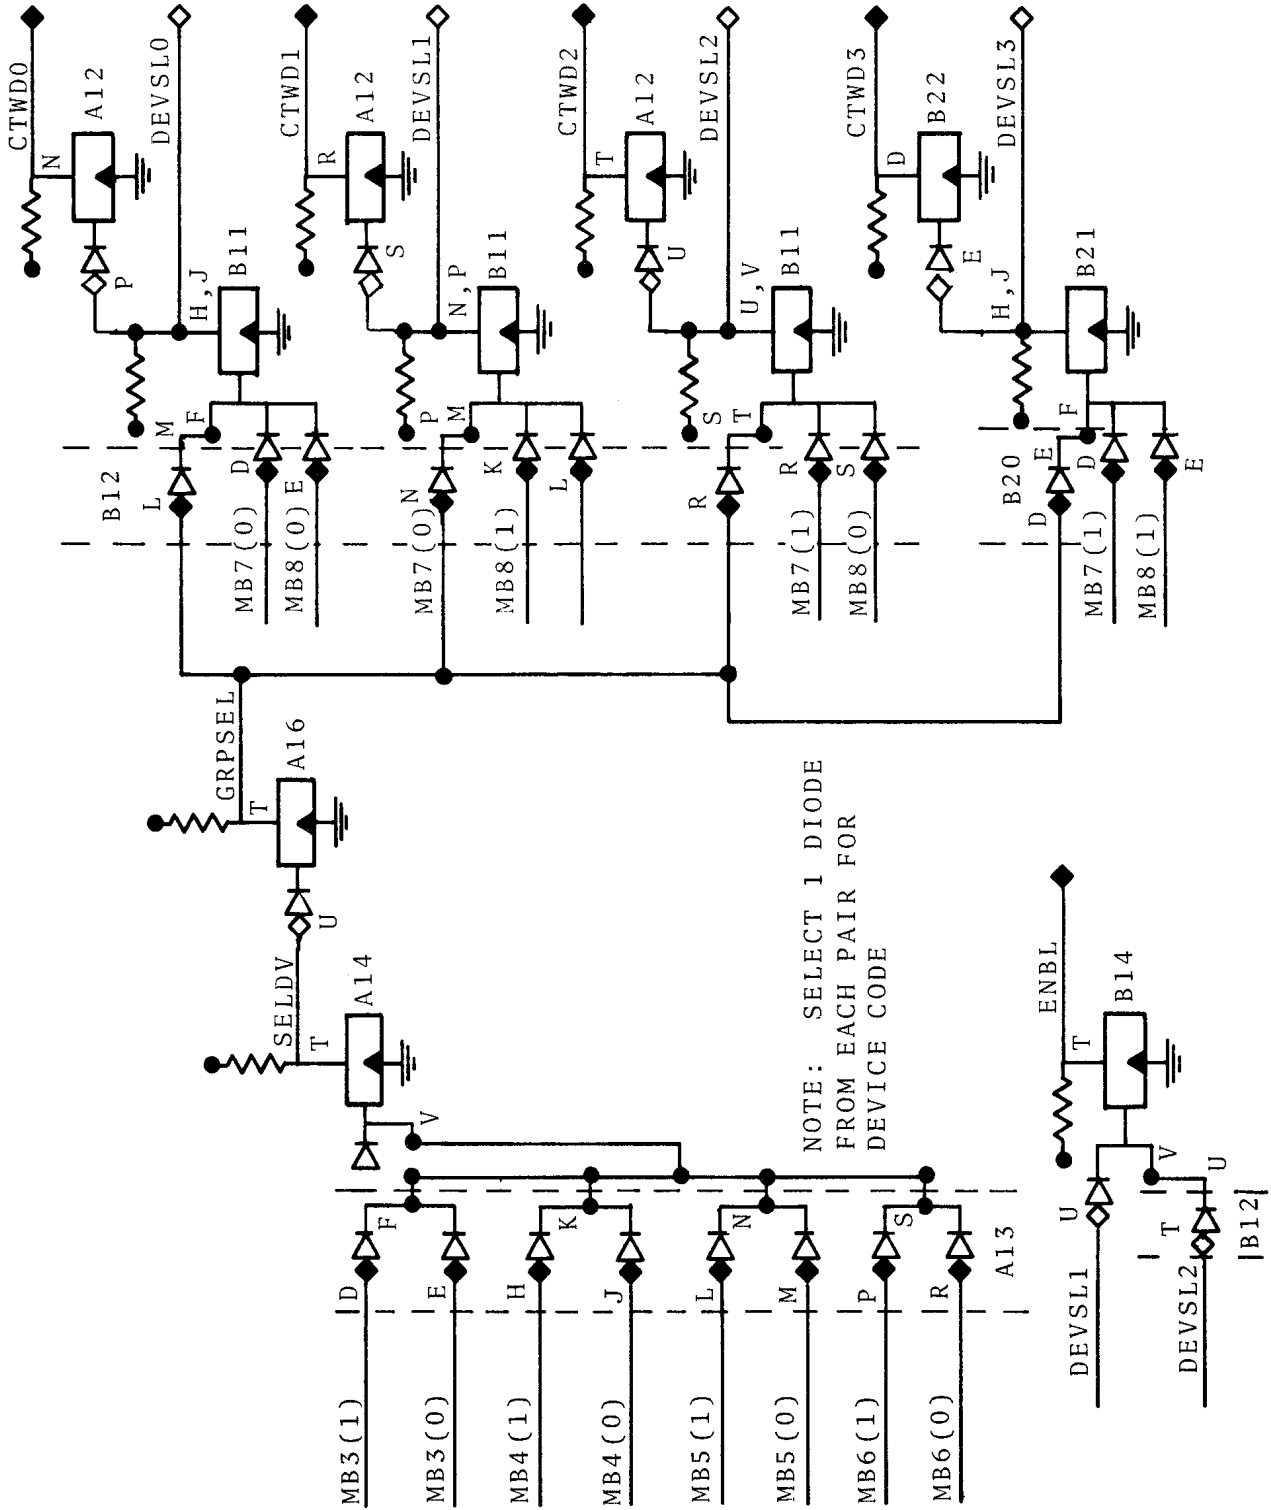 CTWD0
N
A12
P
DEVSL0
H,J
B11
M
F
B12
L
D
MB7(0)
E
MB8(0)
CTWD1
R
A12
S
DEVSL1
N,P
B11
P
M
N
MB7(0)
K
MB8(1)
L
CTWD2
T
A12
U
DEVSL2
U,V
B11
S
T
R
R
MB7(1)
S
MB8(0)
CTWD3
D
B22
E
DEVSL3
H,J
B21
F
E
B20
D
D
MB7(1)
E
MB8(1)
GRPSEL
T
A16
U
SELDV
T
A14
V
NOTE: SELECT 1 DIODE
FROM EACH PAIR FOR
DEVICE CODE
F
D
MB3(1)
E
MB3(0)
K
H
MB4(1)
J
MB4(0)
N
L
MB5(1)
M
MB5(0)
S
P
MB6(1)
R
MB6(0)
A13
ENBL
T
B14
V
U
U
T
B12
DEVSL1
DEVSL2